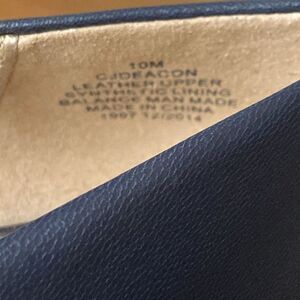 10M
CJDEACON
LEATHER UPPER
SYNTHETIC LINING
BALANCE MAN MADE
MADE IN CHINA
1997 12/2014